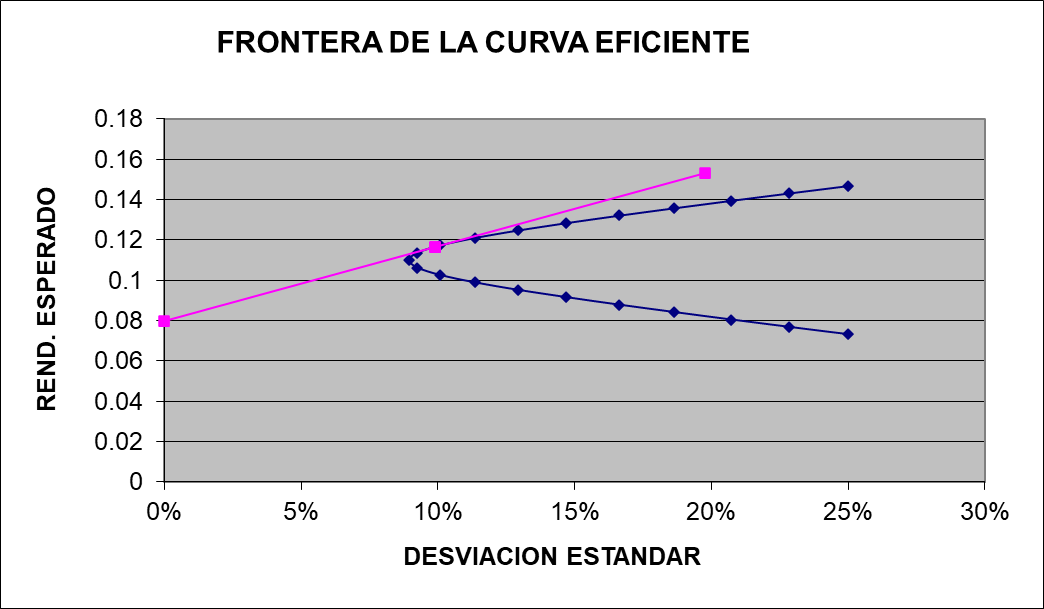 FRONTERA DE LA CURVA EFICIENTE
REND. ESPERADO
0.18
0.16
0.14
0.12
0.1
0.08
0.06
0.04
0.02
0
0% 5% 10% 15% 20% 25% 30%
DESVIACION ESTANDAR